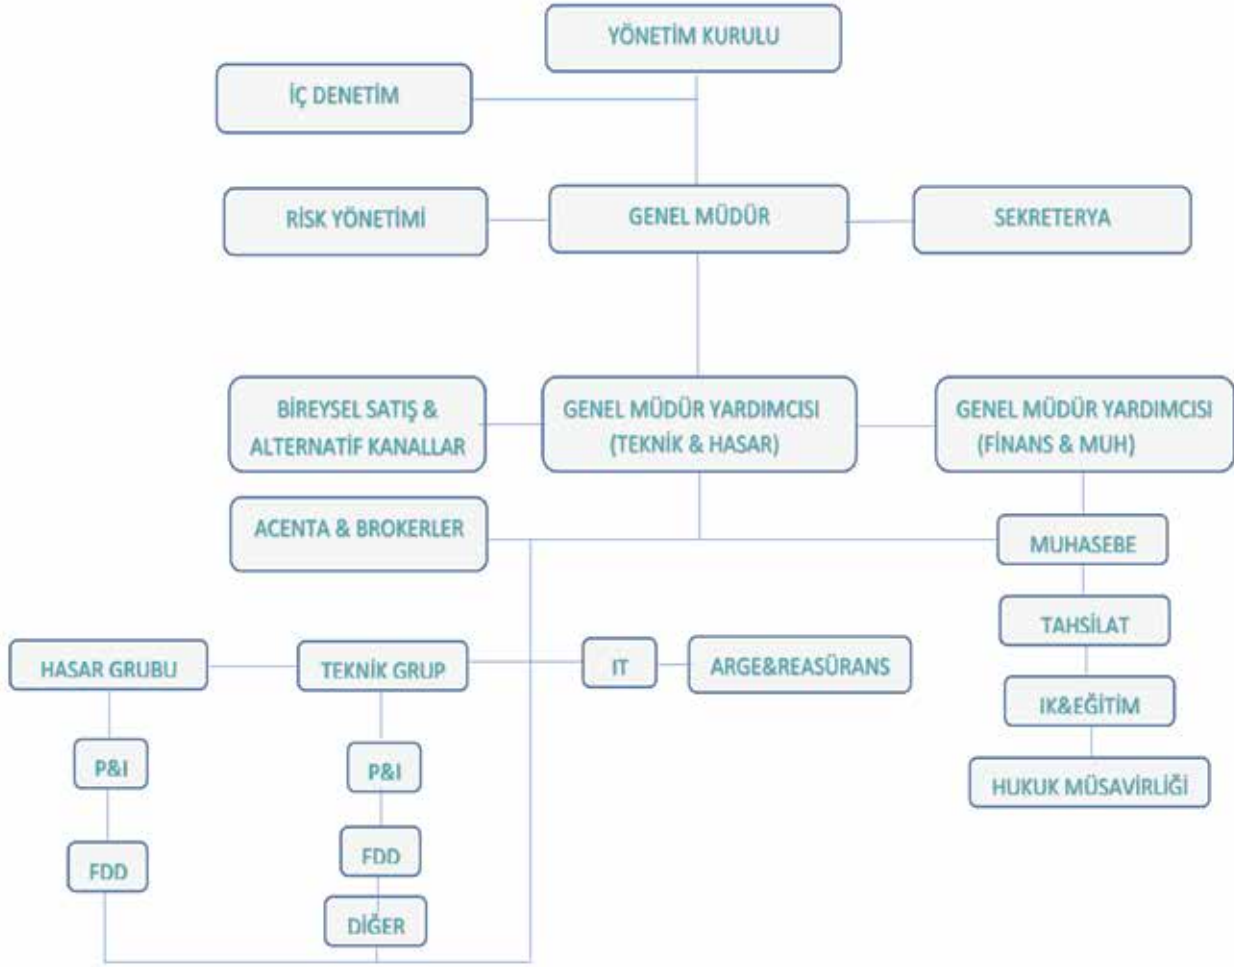 YÖNETİM KURULU
İÇ DENETİM
RİSK YÖNETİMİ
GENEL MÜDÜR
SEKRETERYA
BİREYSEL SATIŞ &
ALTERNATİF KANALLAR
GENEL MÜDÜR YARDIMCISI
(TEKNİK & HASAR)
GENEL MÜDÜR YARDIMCISI
(FİNANS & MUH)
ACENTA & BROKERLER
MUHASEBE
TAHSİLAT
HASAR GRUBU
TEKNİK GRUP
IT
ARGE&REASÜRANS
IK&EĞİTİM
P&I
P&I
HUKUK MÜSAVİRLİĞİ
FDD
FDD
DİĞER